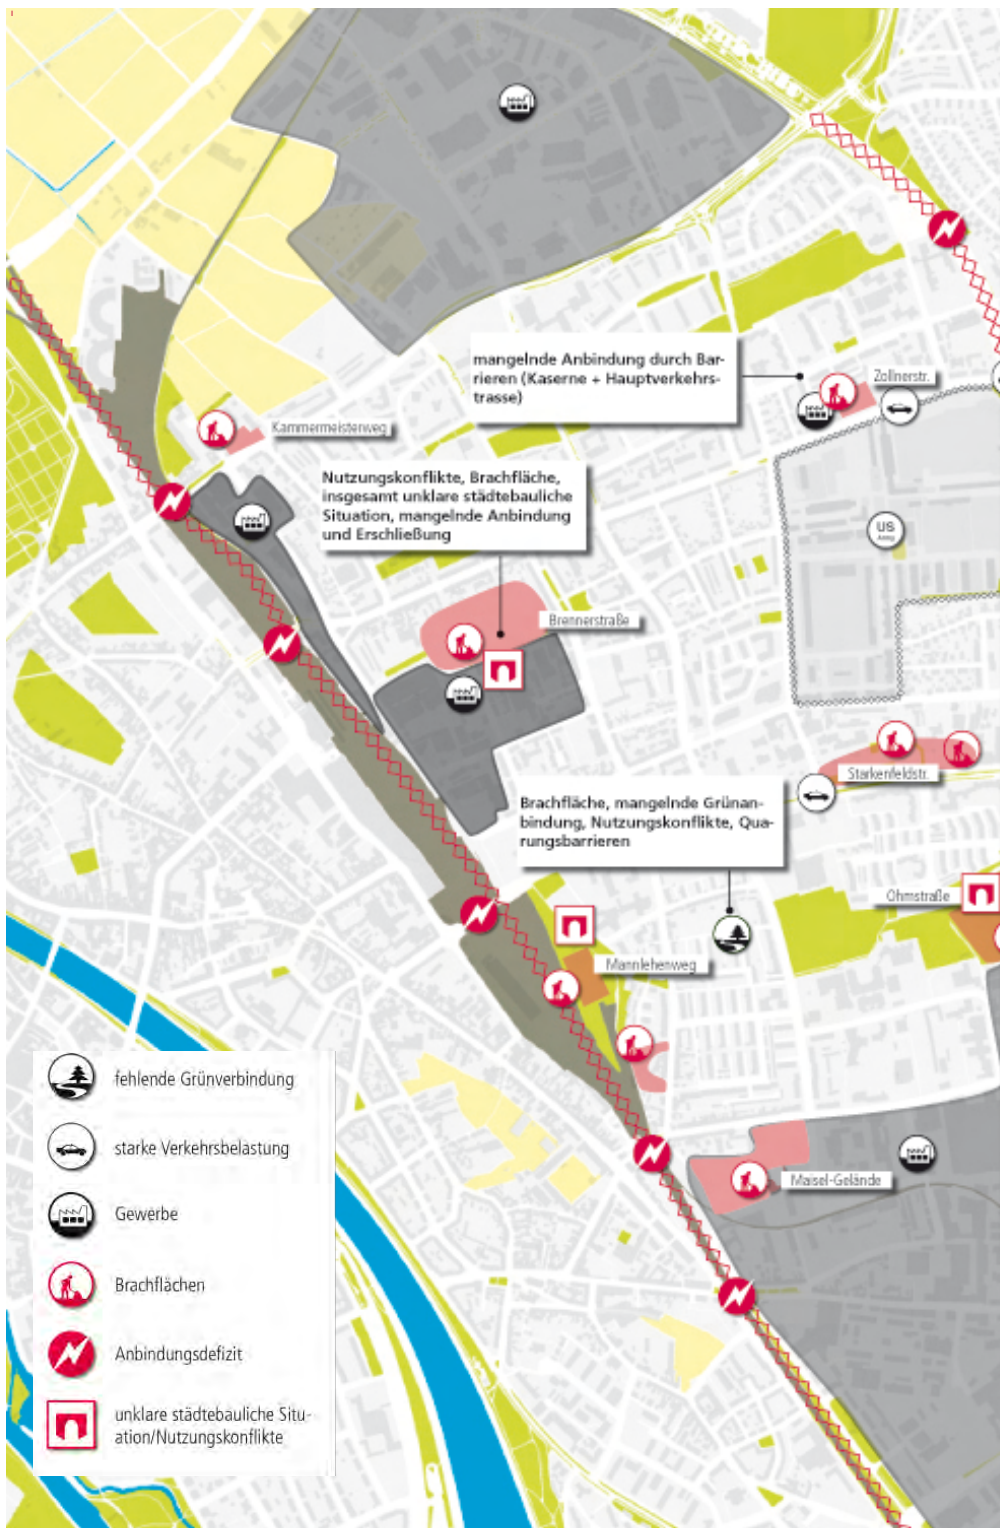 mangelnde Anbindung durch Bar-
rieren (Kaserne + Hauptverkehrs-
trasse)
Zollnerstr.
Kammermeisterweg
Nutzungskonflikte, Brachfläche,
insgesamt unklare städtebauliche
Situation, mangelnde Anbindung
und Erschließung
US
Army
Brennerstraße
Starkenfeldstr.
Brachfläche, mangelnde Grünan-
bindung, Nutzungskonflikte, Qua-
rungsbarrieren
Ohmstraße
Mannlehenweg
Maisel-Gelände
fehlende Grünverbindung
starke Verkehrsbelastung
Gewerbe
Brachflächen
Anbindungsdefizit
unklare städtebauliche Situ-
ation/Nutzungskonflikte